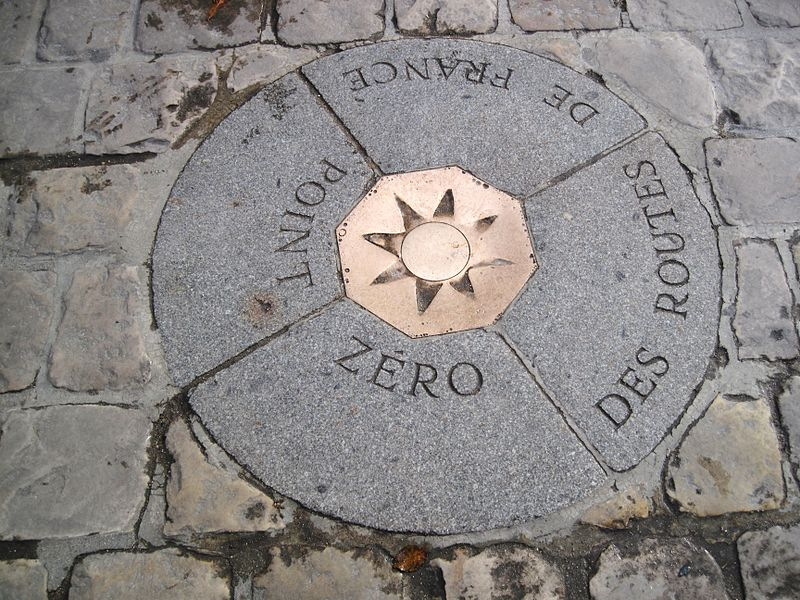 POINT
ZÉRO
DES ROUTES
DE FRANCE